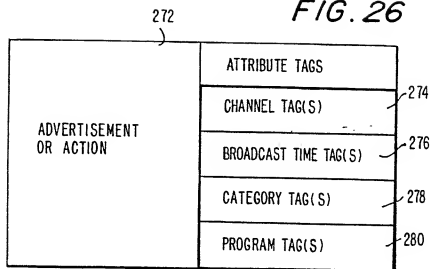 272
FIG. 26
ADVERTISEMENT
OR ACTION
ATTRIBUTE TAGS
CHANNEL TAG(S)
274
BROADCAST TIME TAG(S)
276
CATEGORY TAG(S)
278
PROGRAM TAG(S)
280